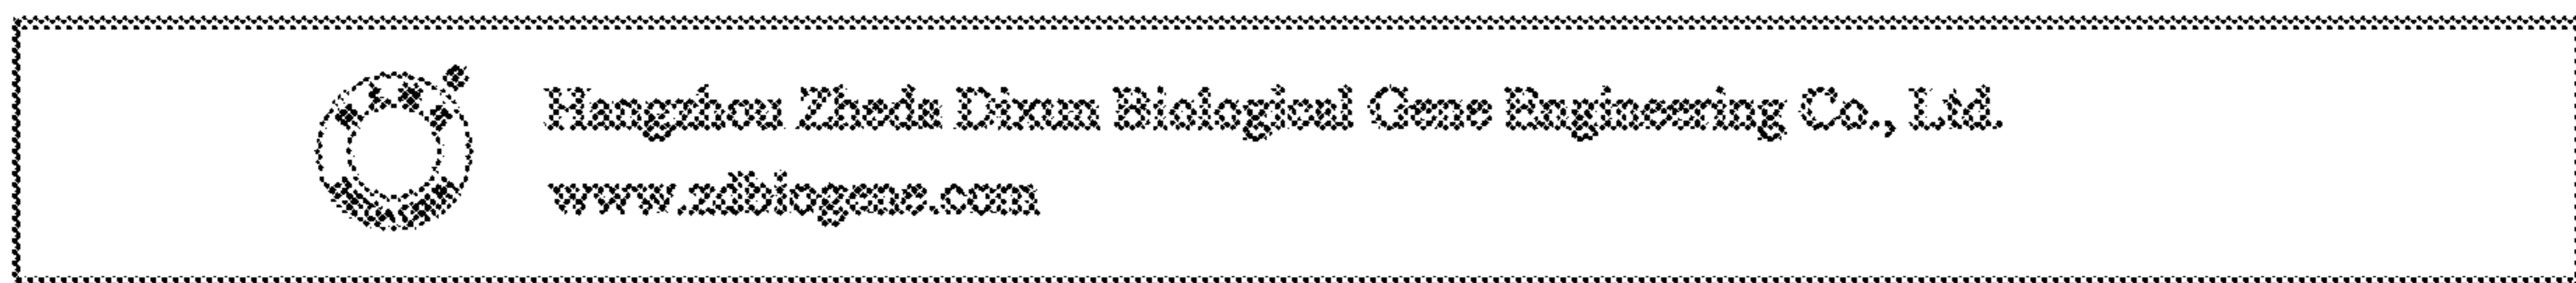 Hangzhou Zheda Dixun Biological Gene Engineering Co., Ltd.
www.zdbiogene.com